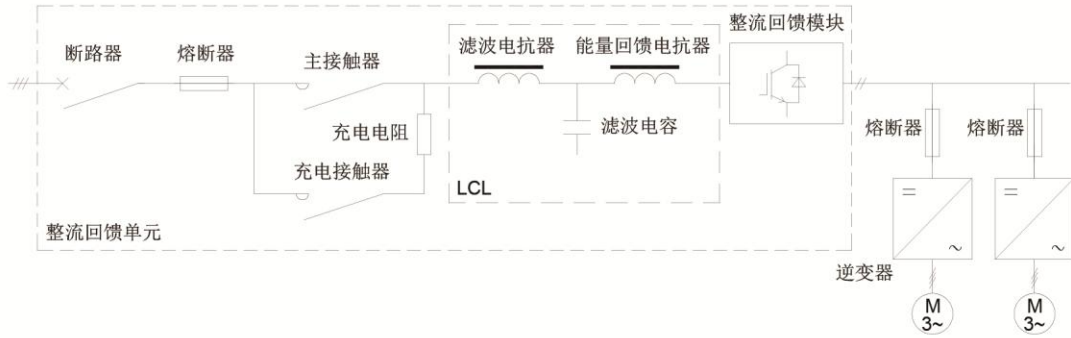 断路器
熔断器
主接触器
充电电阻
充电接触器
滤波电抗器
能量回馈电抗器
滤波电容
LCL
整流回馈模块
整流回馈单元
熔断器
熔断器
逆变器
M
3~
M
3~